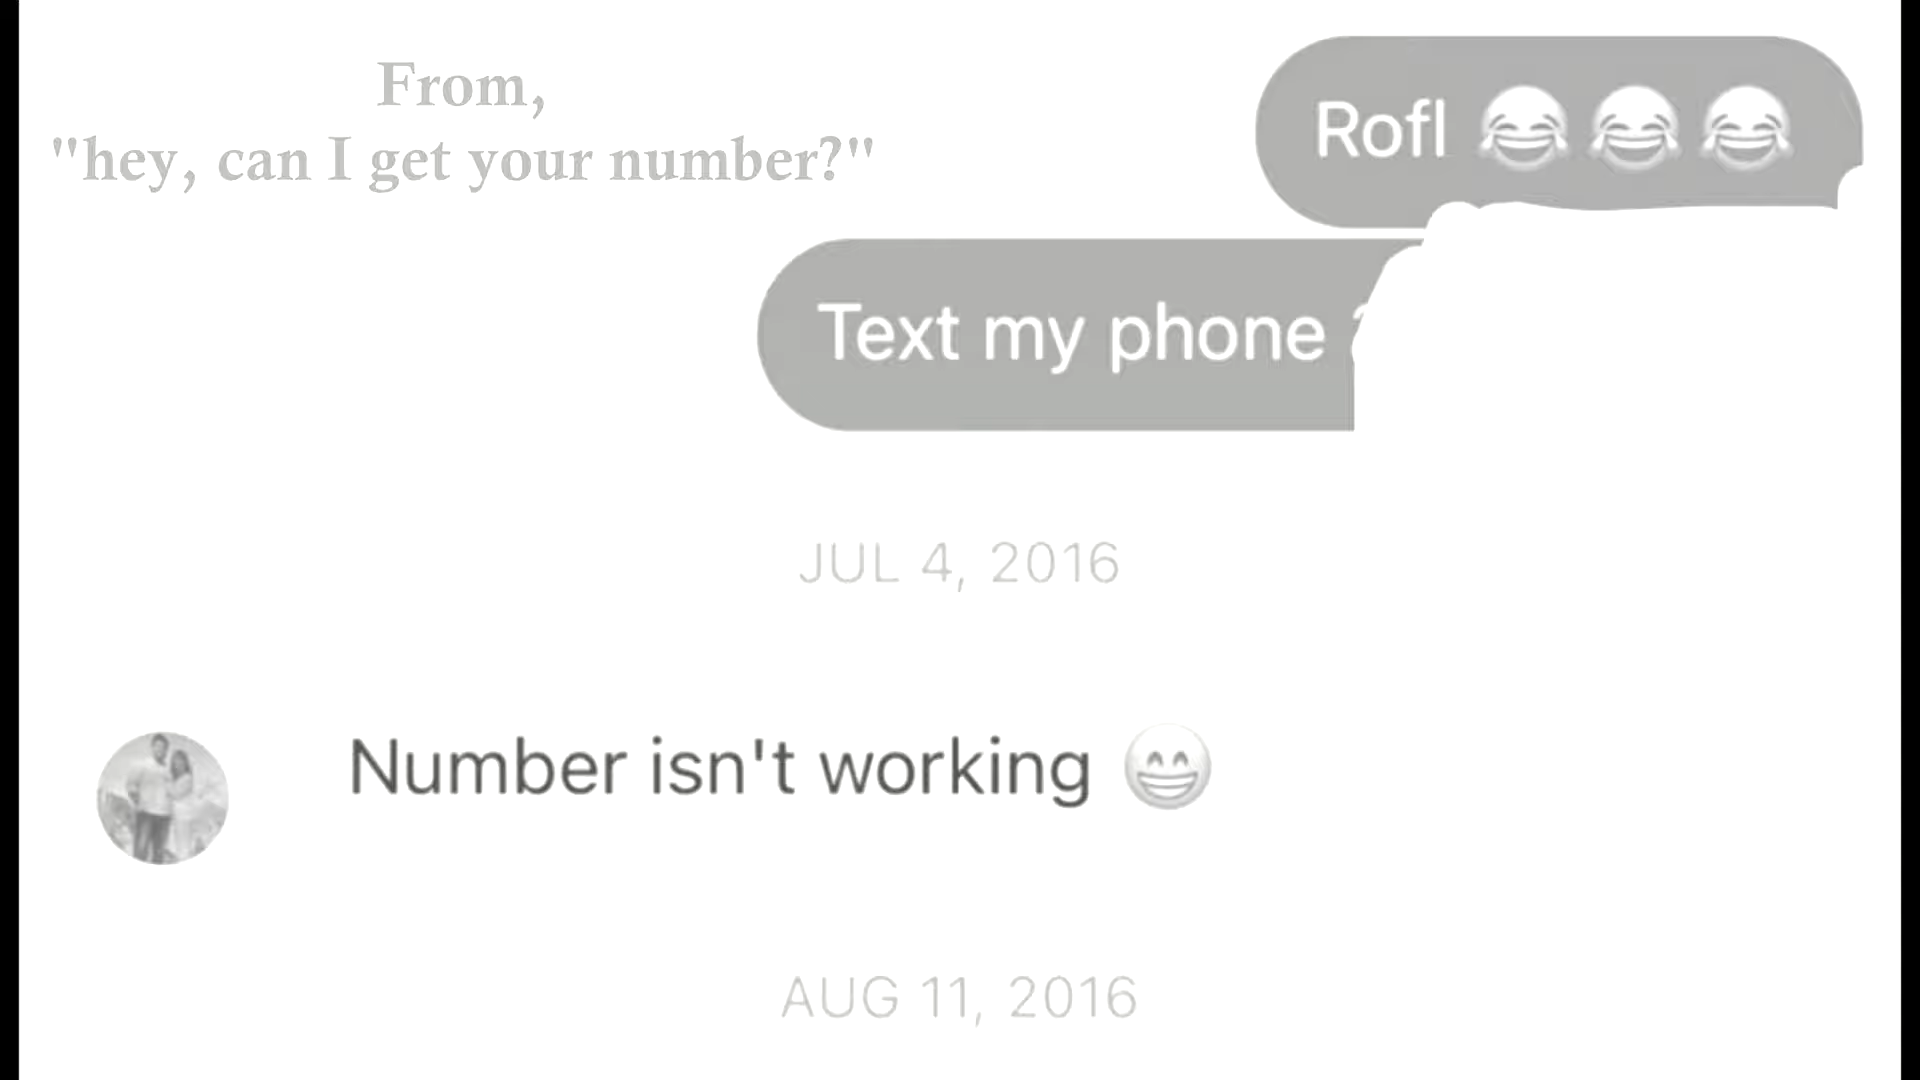 From,
"hey, can I get your number?"
Rofl 😂 😂 😂
Text my phone
JUL 4, 2016
Number isn't working 😁
AUG 11, 2016